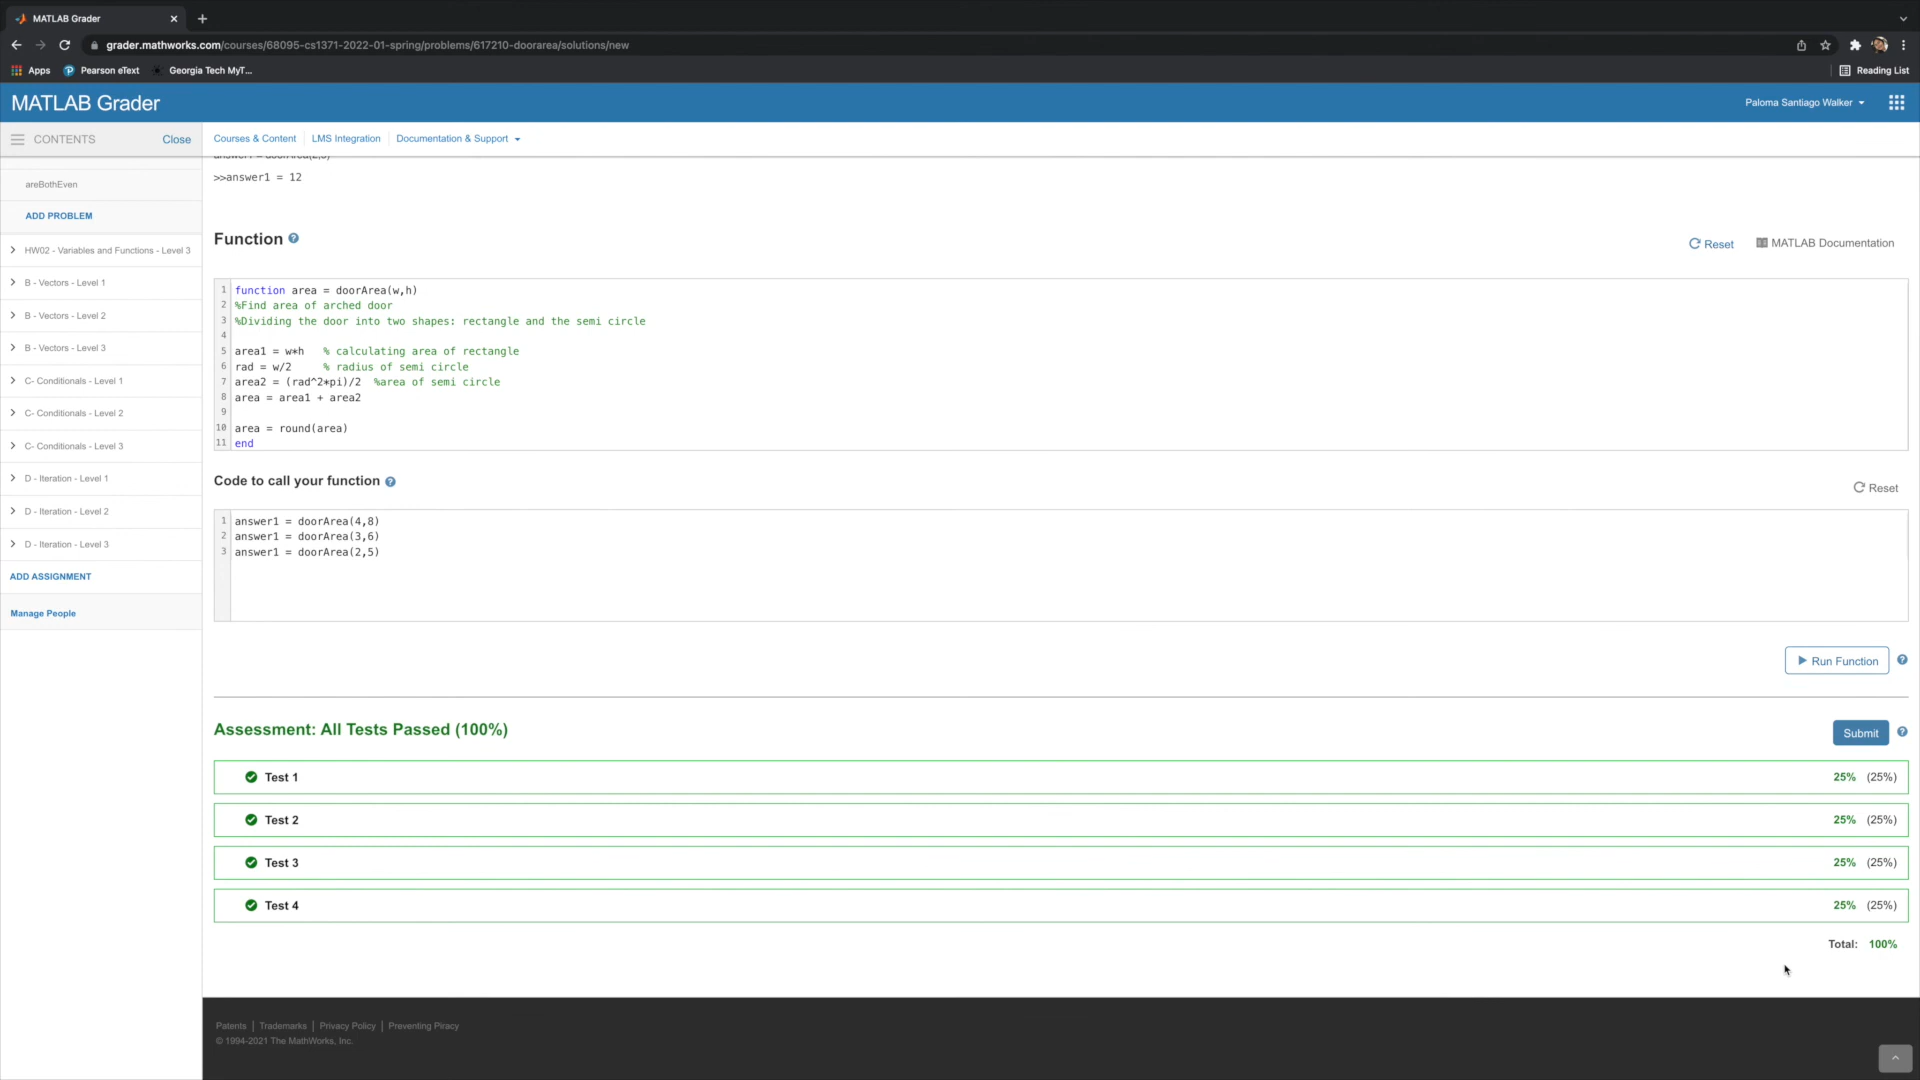 MATLAB Grader
grader.mathworks.com/courses/68095-cs1371-2022-01-spring/problems/617210-doorarea/solutions/new
Apps Pearson eText Georgia Tech MyT... Reading List
MATLAB Grader Paloma Santiago Walker
CONTENTS Close
Courses & Content LMS Integration Documentation & Support
areBothEven
ADD PROBLEM
HW02 - Variables and Functions - Level 3
B - Vectors - Level 1
B - Vectors - Level 2
B - Vectors - Level 3
C- Conditionals - Level 1
C- Conditionals - Level 2
C- Conditionals - Level 3
D - Iteration - Level 1
D - Iteration - Level 2
D - Iteration - Level 3
ADD ASSIGNMENT
Manage People
>>answer1 = 12
Function ?
Reset MATLAB Documentation
1 function area = doorArea(w,h)
2 %Find area of arched door
3 %Dividing the door into two shapes: rectangle and the semi circle
4
5 area1 = w*h % calculating area of rectangle
6 rad = w/2 % radius of semi circle
7 area2 = (rad^2*pi)/2 %area of semi circle
8 area = area1 + area2
9
10 area = round(area)
11 end
Code to call your function ?
Reset
1 answer1 = doorArea(4,8)
2 answer1 = doorArea(3,6)
3 answer1 = doorArea(2,5)
Run Function ?
Assessment: All Tests Passed (100%)
Submit ?
Test 1 25% (25%)
Test 2 25% (25%)
Test 3 25% (25%)
Test 4 25% (25%)
Total: 100%
Patents | Trademarks | Privacy Policy | Preventing Piracy
© 1994-2021 The MathWorks, Inc.